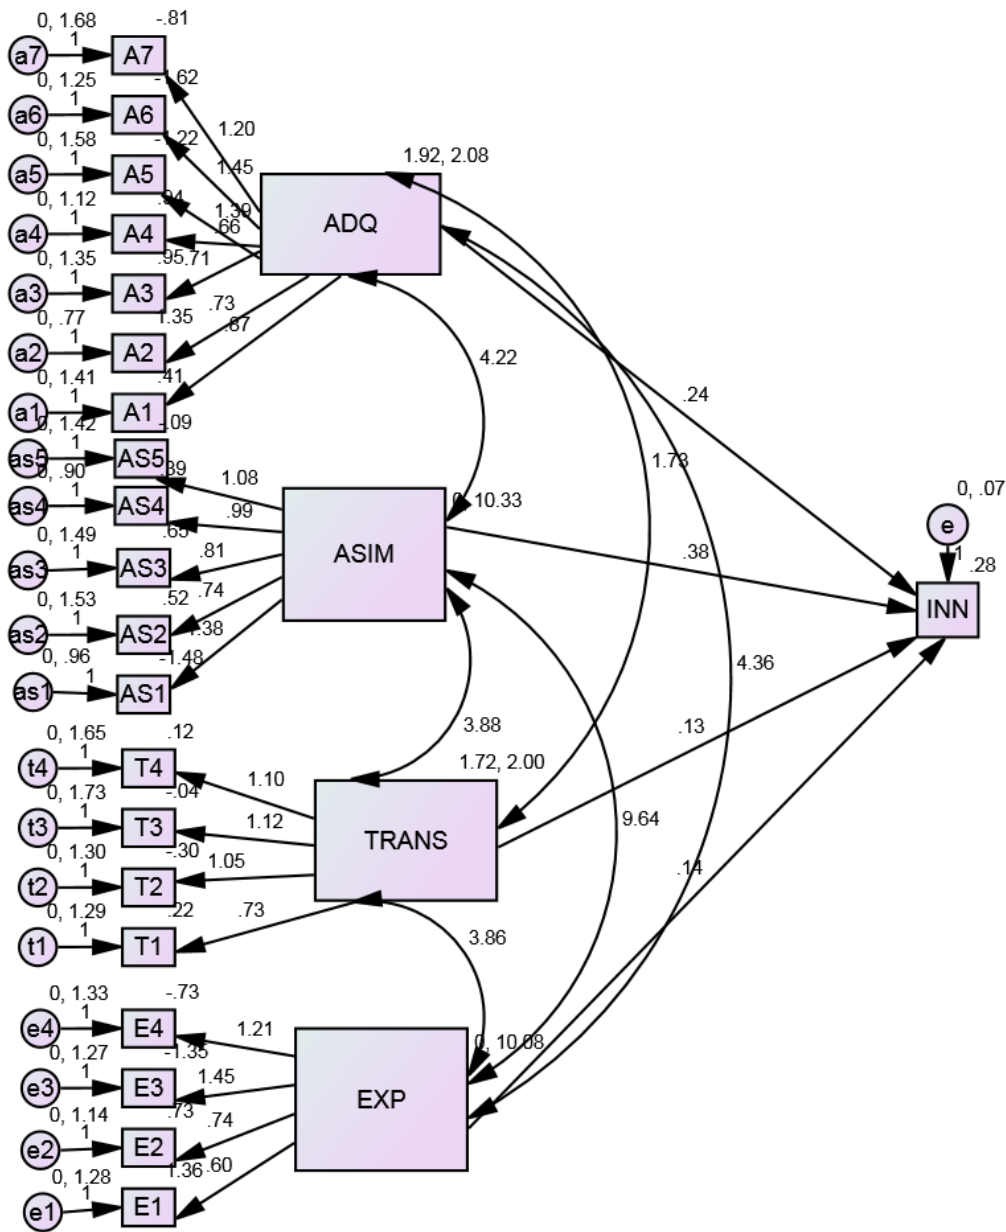 0, 1.68
-.81
a7
1
A7
0, 1.25
-1.62
a6
1
A6
1.20
0, 1.58
-1.22
a5
1
A5
1.45
0, 1.12
.94
1.39
a4
1
A4
.66
0, 1.35
.95
.71
a3
1
A3
0, .77
1.35
.73
a2
1
A2
.87
0, 1.41
.41
a1
1
A1
1.92, 2.08
ADQ
4.22
.24
0, 1.42
-.09
as5
1
AS5
0, .90
.39
1.08
as4
1
AS4
.99
0, 1.49
.65
as3
1
AS3
.81
0, 1.53
.52
.74
as2
1
AS2
1.38
0, .96
-1.48
as1
1
AS1
0, 10.33
ASIM
1.73
.38
0, .07
e
1
.28
INN
4.36
3.88
.13
0, 1.65
.12
t4
1
T4
1.10
0, 1.73
-.04
t3
1
T3
1.12
0, 1.30
-.30
t2
1
T2
1.05
0, 1.29
.22
t1
1
T1
.73
1.72, 2.00
TRANS
9.64
.14
3.86
0, 1.33
-.73
e4
1
E4
1.21
0, 1.27
-1.35
e3
1
E3
1.45
0, 1.14
.73
.74
e2
1
E2
0, 1.28
1.36
.60
e1
1
E1
0, 10.08
EXP